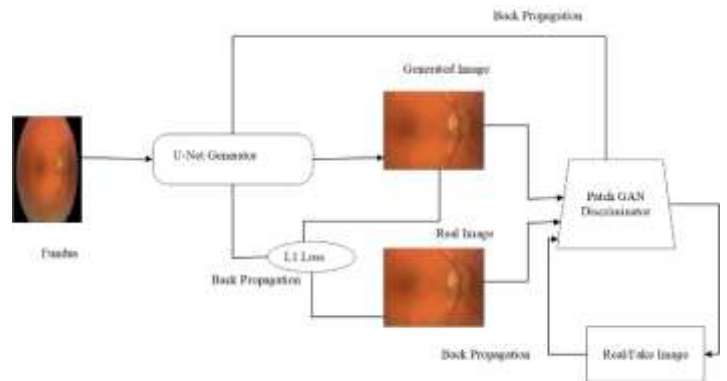 Back Propagation
Generated Image
U-Net Generator
Patch GAN
Discriminator
Fundus
Real Image
L1 Loss
Back Propagation
Back Propagation
Real/Fake Image